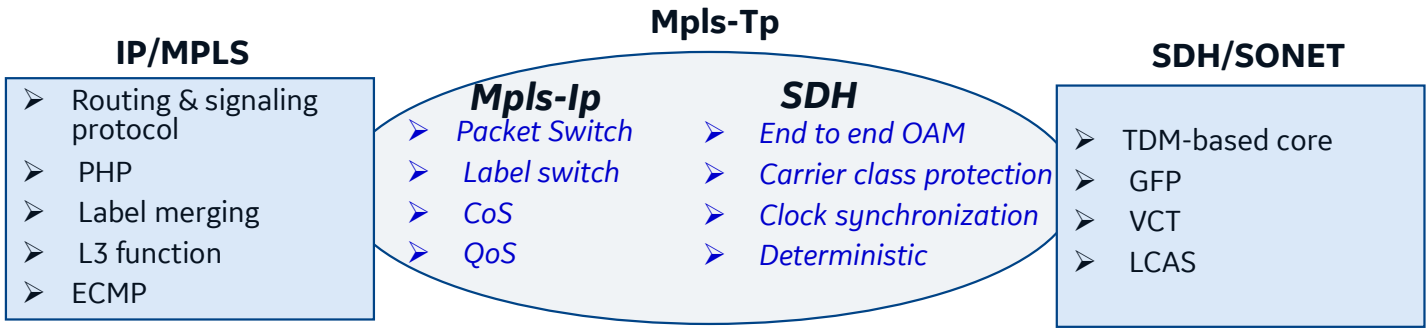 Mpls-Tp
IP/MPLS
SDH/SONET
➢ Routing & signaling
protocol
➢ PHP
➢ Label merging
➢ L3 function
➢ ECMP
Mpls-Ip
➢ Packet Switch
➢ Label switch
➢ CoS
➢ QoS
SDH
➢ End to end OAM
➢ Carrier class protection
➢ Clock synchronization
➢ Deterministic
➢ TDM-based core
➢ GFP
➢ VCT
➢ LCAS